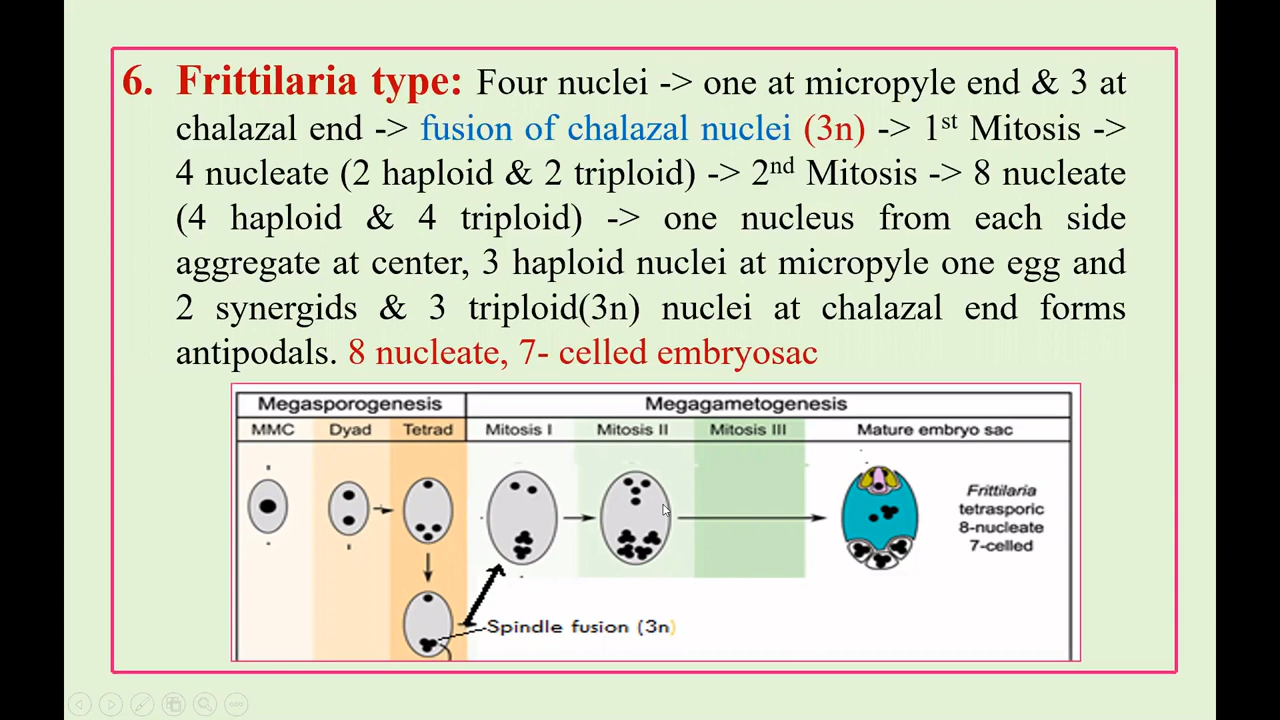 6. Frittilaria type: Four nuclei -> one at micropyle end & 3 at
chalazal end -> fusion of chalazal nuclei (3n) -> 1st Mitosis ->
4 nucleate (2 haploid & 2 triploid) -> 2nd Mitosis -> 8 nucleate
(4 haploid & 4 triploid) -> one nucleus from each side
aggregate at center, 3 haploid nuclei at micropyle one egg and
2 synergids & 3 triploid(3n) nuclei at chalazal end forms
antipodals. 8 nucleate, 7- celled embryosac
Megasporogenesis Megagametogenesis
MMC Dyad Tetrad Mitosis I Mitosis II Mitosis III Mature embryo sac
Frittilaria
tetrasporic
8-nucleate
7-celled
Spindle fusion (3n)